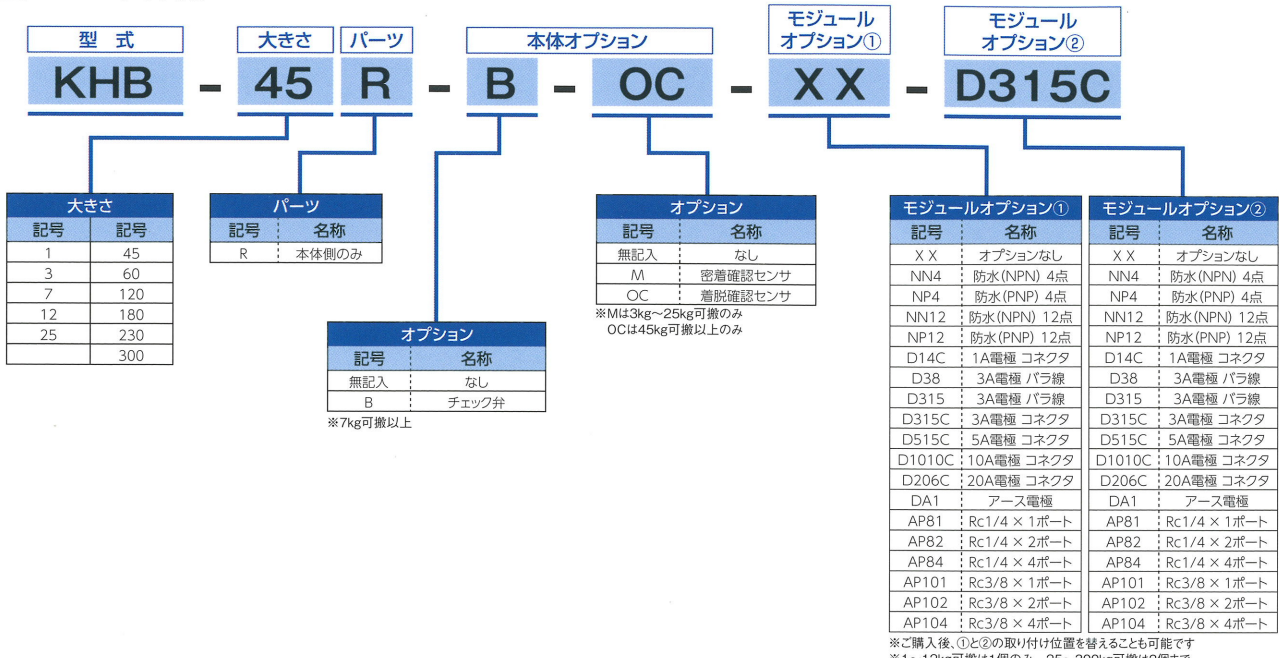 型 式
大きさ
パーツ
本体オプション
モジュール
オプション①
モジュール
オプション②
KHB - 45 R - B - OC - XX - D315C
大きさ
記号 記号
1 45
3 60
7 120
12 180
25 230
300
パーツ
記号 名称
R 本体側のみ
オプション
記号 名称
無記入 なし
B チェック弁
※7kg可搬以上
オプション
記号 名称
無記入 なし
M 密着確認センサ
OC 着脱確認センサ
※Mは3kg～25kg可搬のみ
OCは45kg可搬以上のみ
モジュールオプション①
記号 名称
XX オプションなし
NN4 防水(NPN) 4点
NP4 防水(PNP) 4点
NN12 防水(NPN) 12点
NP12 防水(PNP) 12点
D14C 1A電極 コネクタ
D38 3A電極 バラ線
D315 3A電極 バラ線
D315C 3A電極 コネクタ
D515C 5A電極 コネクタ
D1010C 10A電極 コネクタ
D206C 20A電極 コネクタ
DA1 アース電極
AP81 Rc1/4 × 1ポート
AP82 Rc1/4 × 2ポート
AP84 Rc1/4 × 4ポート
AP101 Rc3/8 × 1ポート
AP102 Rc3/8 × 2ポート
AP104 Rc3/8 × 4ポート
モジュールオプション②
記号 名称
XX オプションなし
NN4 防水(NPN) 4点
NP4 防水(PNP) 4点
NN12 防水(NPN) 12点
NP12 防水(PNP) 12点
D14C 1A電極 コネクタ
D38 3A電極 バラ線
D315 3A電極 バラ線
D315C 3A電極 コネクタ
D515C 5A電極 コネクタ
D1010C 10A電極 コネクタ
D206C 20A電極 コネクタ
DA1 アース電極
AP81 Rc1/4 × 1ポート
AP82 Rc1/4 × 2ポート
AP84 Rc1/4 × 4ポート
AP101 Rc3/8 × 1ポート
AP102 Rc3/8 × 2ポート
AP104 Rc3/8 × 4ポート
※ご購入後、①と②の取り付け位置を替えることも可能です